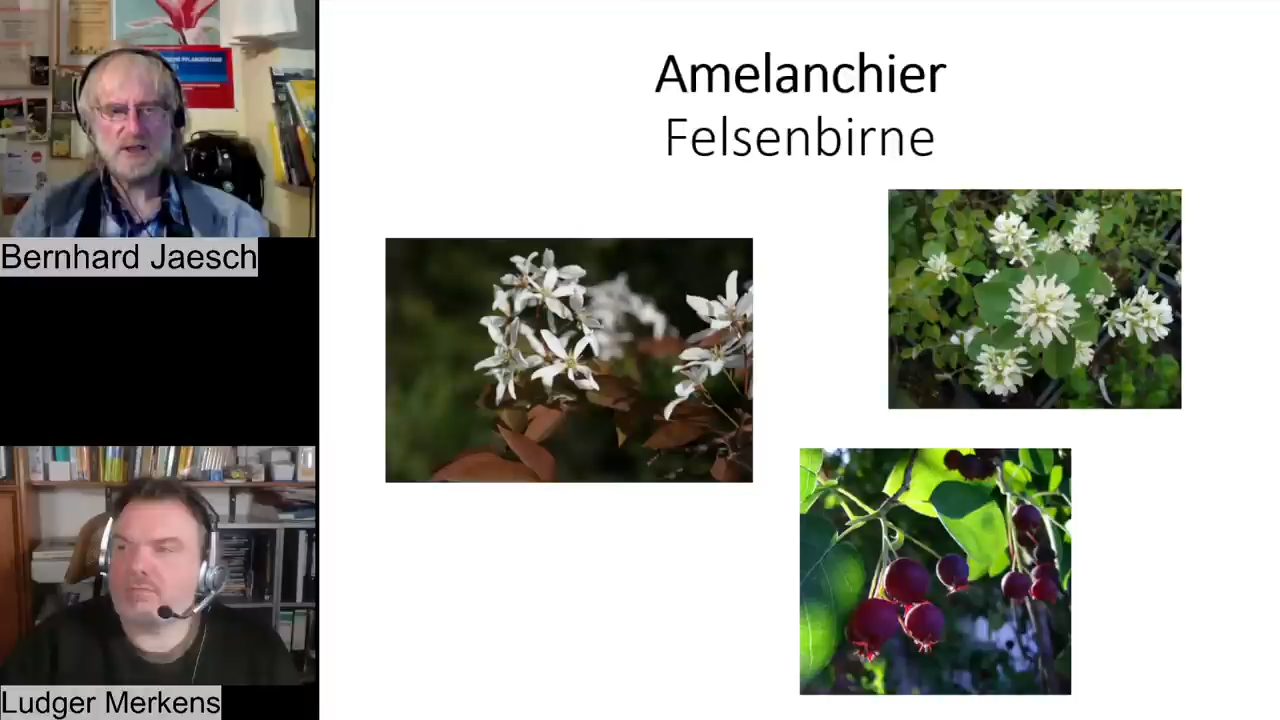 Amelanchier
Felsenbirne
Bernhard Jaesch
Ludger Merkens